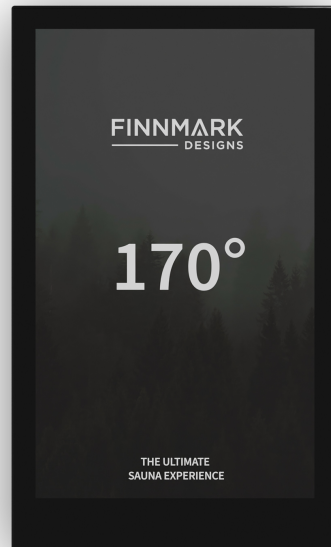 FINNMARK
DESIGNS
170°
THE ULTIMATE
SAUNA EXPERIENCE